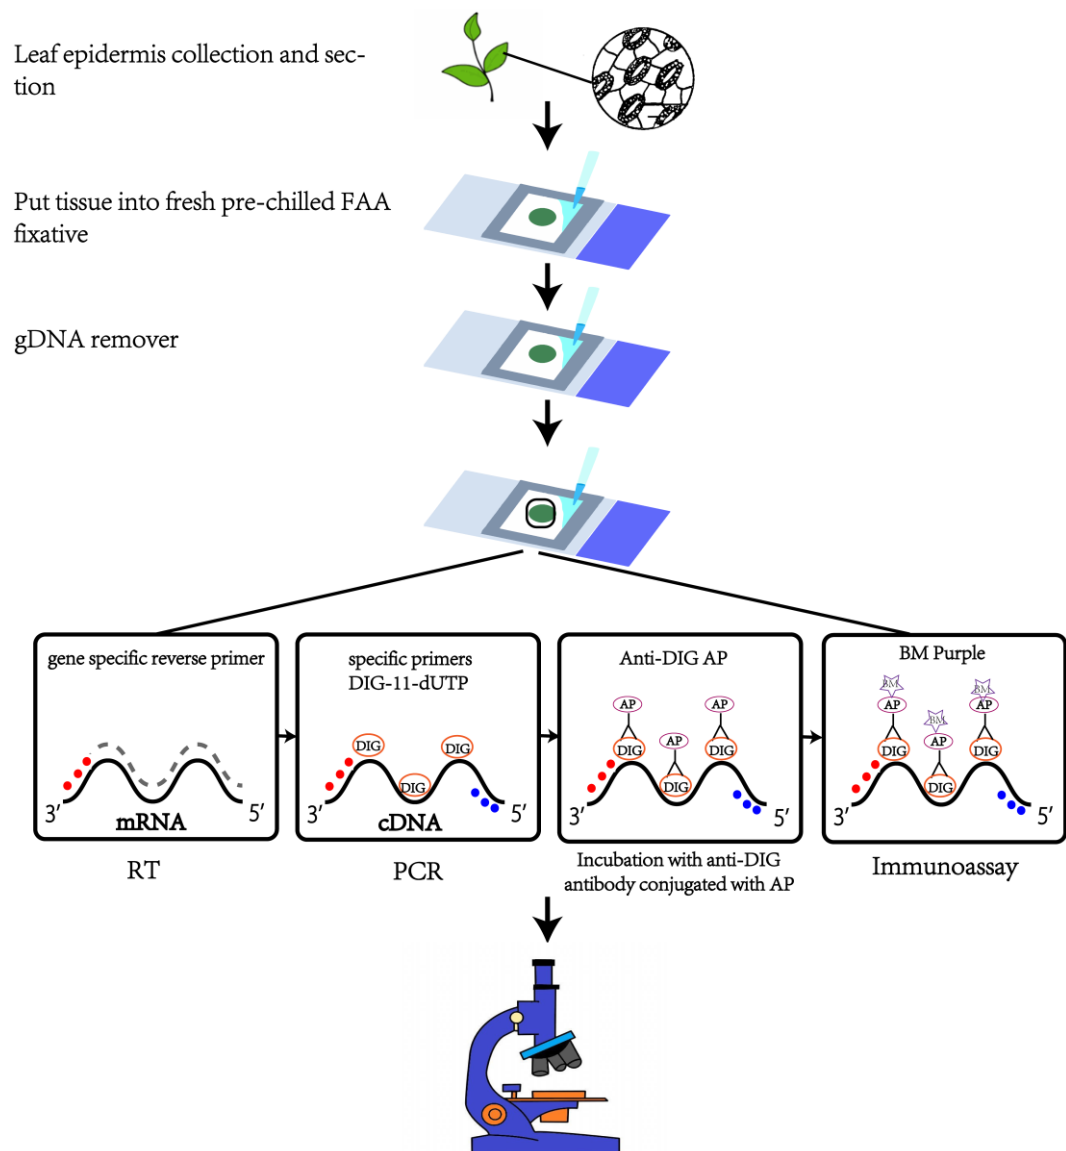 Leaf epidermis collection and sec-
tion
Put tissue into fresh pre-chilled FAA
fixative
gDNA remover
gene specific reverse primer
3' 5'
mRNA
RT
specific primers
DIG-11-dUTP
DIG DIG
DIG
3' 5'
cDNA
PCR
Anti-DIG AP
AP AP
AP
DIG DIG
DIG
3' 5'
Incubation with anti-DIG
antibody conjugated with AP
BM Purple
BM BM
AP AP
BM
AP
DIG DIG
DIG
3' 5'
Immunoassay